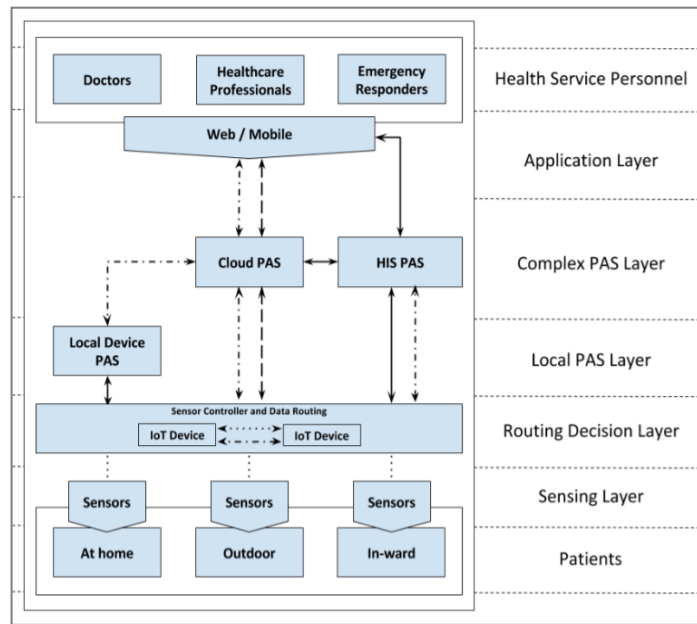 Doctors
Healthcare
Professionals
Emergency
Responders
Health Service Personnel
Web / Mobile
Application Layer
Cloud PAS
HIS PAS
Complex PAS Layer
Local Device
PAS
Local PAS Layer
Sensor Controller and Data Routing
IoT Device
IoT Device
Routing Decision Layer
Sensors
Sensors
Sensors
Sensing Layer
At home
Outdoor
In-ward
Patients